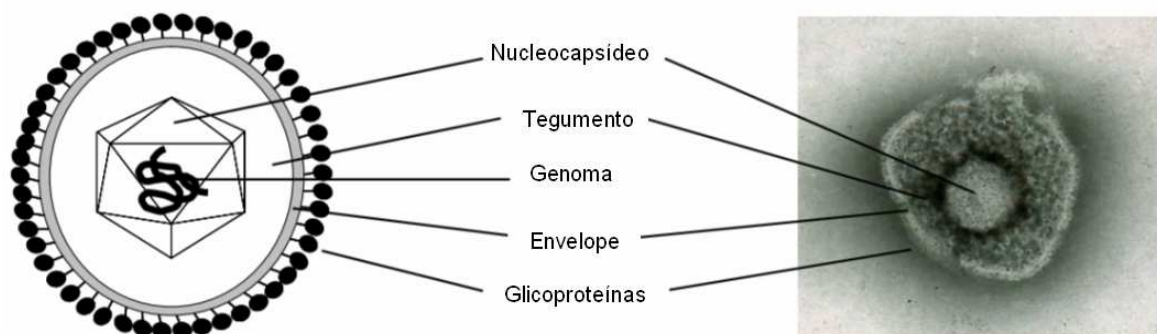 Nucleocapsídeo
Tegumento
Genoma
Envelope
Glicoproteínas